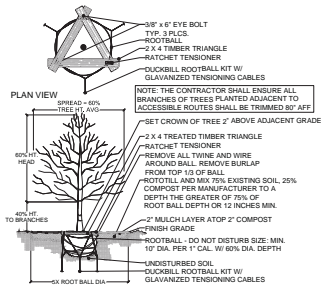 3/8" x 6" EYE BOLT
TYP. 3 PLCS.
ROOTBALL
2 X 4 TIMBER TRIANGLE
RATCHET TENSIONER
DUCKBILL ROOTBALL KIT W/
GLAVANIZED TENSIONING CABLES
PLAN VIEW
NOTE: THE CONTRACTOR SHALL ENSURE ALL
BRANCHES OF TREES PLANTED ADJACENT TO
ACCESSIBLE ROUTES SHALL BE TRIMMED 80" AFF
SPREAD = 60%
TREE HT, AVG
SET CROWN OF TREE 2" ABOVE ADJACENT GRADE
2 X 4 TREATED TIMBER TRIANGLE
RATCHET TENSIONER
REMOVE ALL TWINE AND WIRE
AROUND BALL. REMOVE BURLAP
FROM TOP 1/3 OF BALL
ROTOTILL AND MIX 75% EXISTING SOIL, 25%
COMPOST PER MANUFACTURER TO A
DEPTH THE GREATER OF 75% OF
ROOT BALL DEPTH OR 12 INCHES MIN.
60% HT.
HEAD
40% HT.
TO BRANCHES
2" MULCH LAYER ATOP 2" COMPOST
FINISH GRADE
ROOTBALL - DO NOT DISTURB SIZE: MIN.
10" DIA. PER 1" CAL. W/ 60% DIA. DEPTH
UNDISTURBED SOIL
DUCKBILL ROOTBALL KIT W/
GLAVANIZED TENSIONING CABLES
5X ROOT BALL DIA